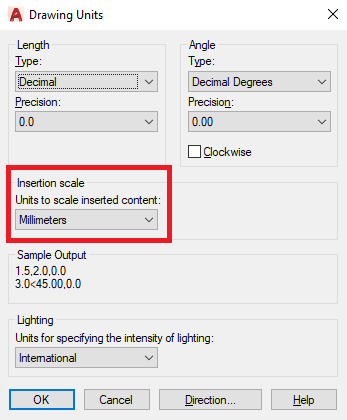 Drawing Units
Length
Type:
Decimal
Precision:
0.0
Angle
Type:
Decimal Degrees
Precision:
0.00
Clockwise
Insertion scale
Units to scale inserted content:
Millimeters
Sample Output
1.5,2.0,0.0
3.0<45.00,0.0
Lighting
Units for specifying the intensity of lighting:
International
OK
Cancel
Direction...
Help